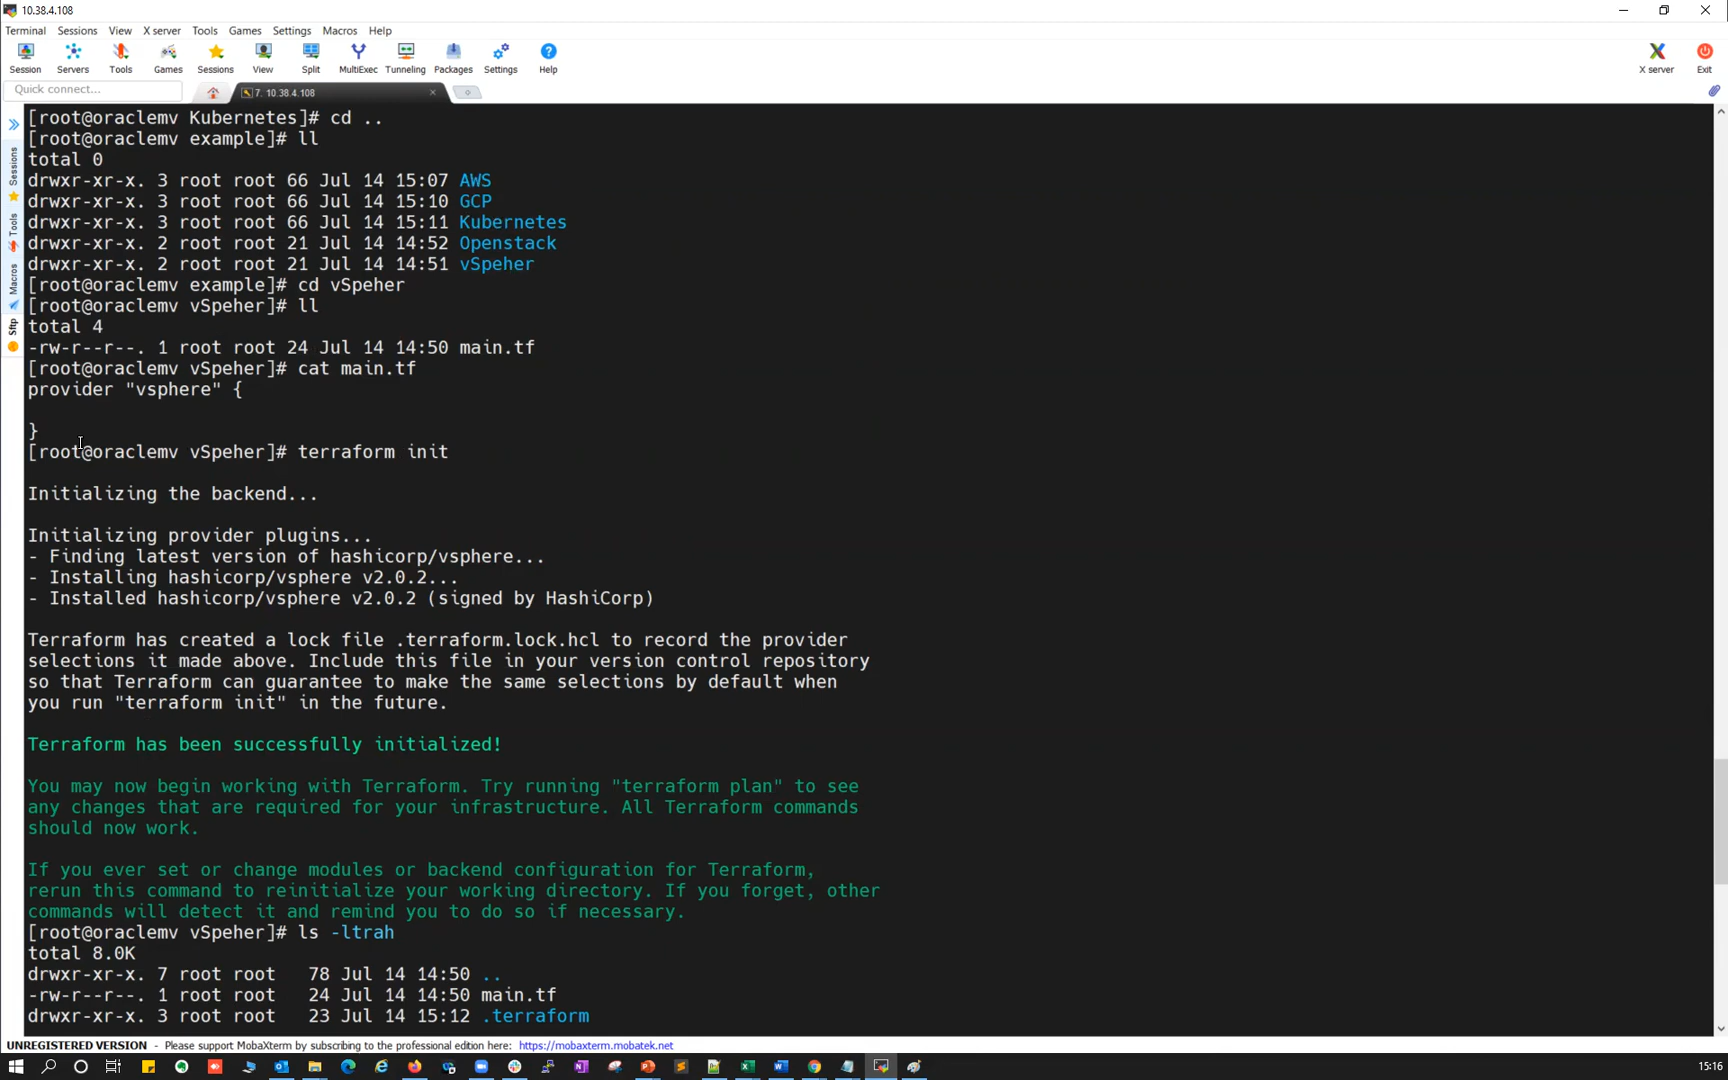 10.38.4.108
Terminal Sessions View X server Tools Games Settings Macros Help
Session Servers Tools Games Sessions View Split MultiExec Tunneling Packages Settings Help X server Exit
Quick connect...
7. 10.38.4.108
Sessions
Tools
Macros
Sftp
[root@oraclemv Kubernetes]# cd ..
[root@oraclemv example]# ll
total 0
drwxr-xr-x. 3 root root 66 Jul 14 15:07 AWS
drwxr-xr-x. 3 root root 66 Jul 14 15:10 GCP
drwxr-xr-x. 3 root root 66 Jul 14 15:11 Kubernetes
drwxr-xr-x. 2 root root 21 Jul 14 14:52 Openstack
drwxr-xr-x. 2 root root 21 Jul 14 14:51 vSpeher
[root@oraclemv example]# cd vSpeher
[root@oraclemv vSpeher]# ll
total 4
-rw-r--r--. 1 root root 24 Jul 14 14:50 main.tf
[root@oraclemv vSpeher]# cat main.tf
provider "vsphere" {
}
[root@oraclemv vSpeher]# terraform init
Initializing the backend...
Initializing provider plugins...
- Finding latest version of hashicorp/vsphere...
- Installing hashicorp/vsphere v2.0.2...
- Installed hashicorp/vsphere v2.0.2 (signed by HashiCorp)
Terraform has created a lock file .terraform.lock.hcl to record the provider
selections it made above. Include this file in your version control repository
so that Terraform can guarantee to make the same selections by default when
you run "terraform init" in the future.
Terraform has been successfully initialized!
You may now begin working with Terraform. Try running "terraform plan" to see
any changes that are required for your infrastructure. All Terraform commands
should now work.
If you ever set or change modules or backend configuration for Terraform,
rerun this command to reinitialize your working directory. If you forget, other
commands will detect it and remind you to do so if necessary.
[root@oraclemv vSpeher]# ls -ltrah
total 8.0K
drwxr-xr-x. 7 root root 78 Jul 14 14:50 ..
-rw-r--r--. 1 root root 24 Jul 14 14:50 main.tf
drwxr-xr-x. 3 root root 23 Jul 14 15:12 .terraform
UNREGISTERED VERSION - Please support MobaXterm by subscribing to the professional edition here: https://mobaxterm.mobatek.net
15:16